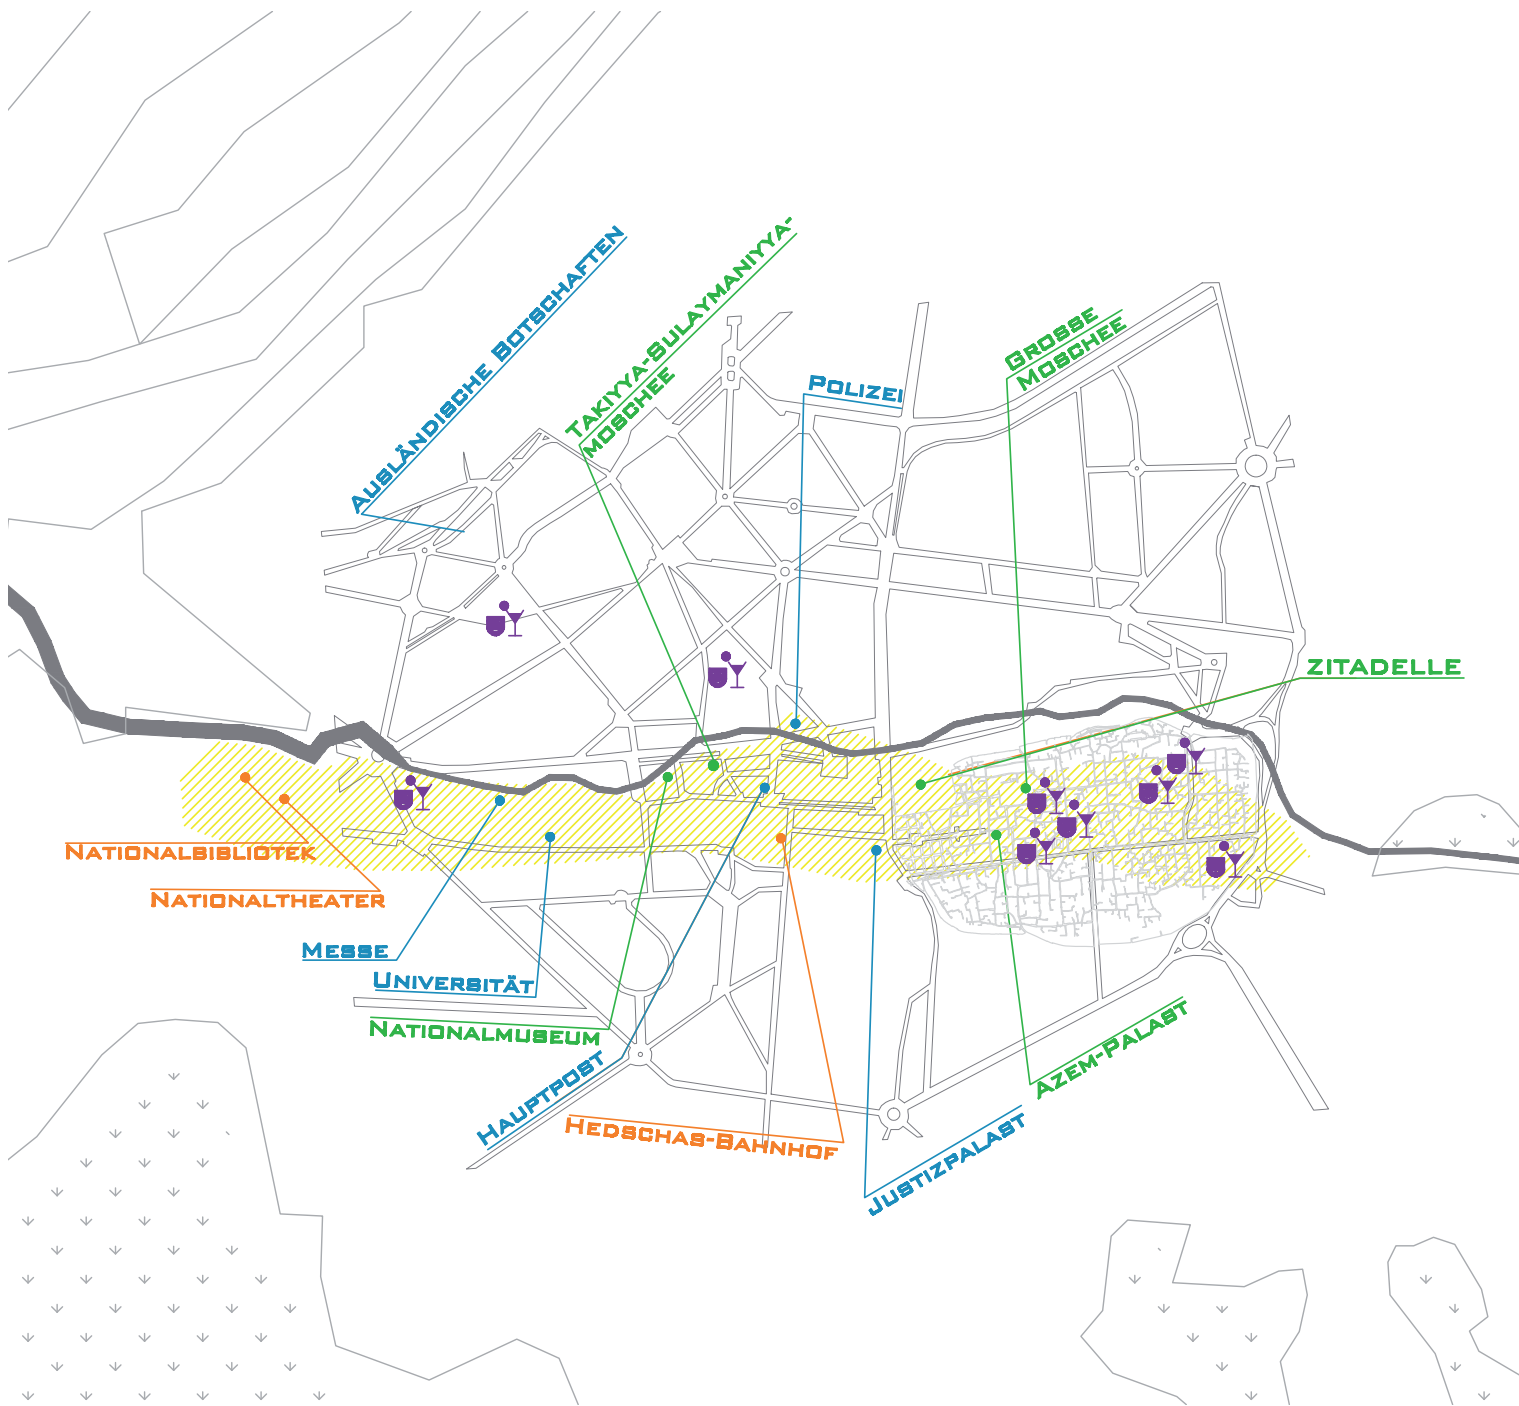 Ausländische Botschaften
Takiyya-Sulaymaniyya-
Moschee
Polizei
Grosse
Moschee
Zitadelle
Nationalbibliotek
Nationaltheater
Messe
Universität
Nationalmuseum
Hauptpost
Hedschas-Bahnhof
Justizpalast
Azem-Palast